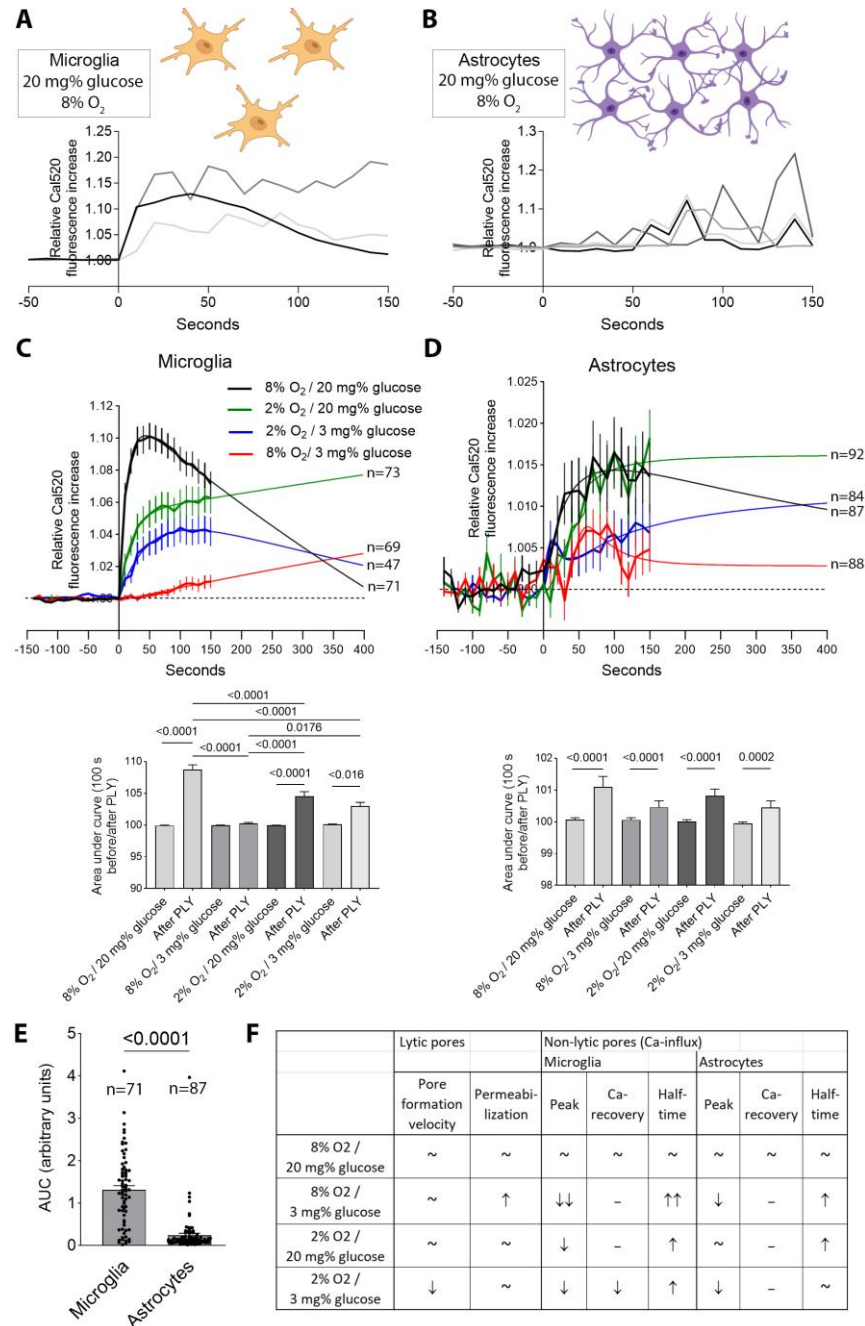 A
Microglia
20 mg% glucose
8% O2
Relative Cal520
fluorescence increase
1.25
1.20
1.15
1.10
1.05
1.00
-50
0
50
100
150
Seconds
B
Astrocytes
20 mg% glucose
8% O2
Relative Cal520
fluorescence increase
1.3
1.2
1.1
1.0
-50
0
50
100
150
Seconds
C
Microglia
8% O2 / 20 mg% glucose
2% O2 / 20 mg% glucose
2% O2 / 3 mg% glucose
8% O2/ 3 mg% glucose
Relative Cal520
fluorescence increase
1.12
1.10
1.08
1.06
1.04
1.02
n=73
n=69
n=47
n=71
-150 -100 -50 0 50 100 150 200 250 300 350 400
Seconds
<0.0001
<0.0001
0.0176
<0.0001
<0.0001
<0.0001
<0.0001
<0.016
Area under curve (100 s
before/after PLY)
110
105
100
95
90
8% O2 / 20 mg% glucose
After PLY
8% O2 / 3 mg% glucose
After PLY
2% O2 / 20 mg% glucose
After PLY
2% O2 / 3 mg% glucose
After PLY
D
Astrocytes
Relative Cal520
fluorescence increase
1.025
1.020
1.015
1.010
1.005
n=92
n=84
n=87
n=88
-150 -100 -50 0 50 100 150 200 250 300 350 400
Seconds
<0.0001
<0.0001
<0.0001
0.0002
Area under curve (100 s
before/after PLY)
102
101
100
99
98
8% O2 / 20 mg% glucose
After PLY
8% O2 / 3 mg% glucose
After PLY
2% O2 / 20 mg% glucose
After PLY
2% O2 / 3 mg% glucose
After PLY
E
<0.0001
n=71 n=87
AUC (arbitrary units)
5
4
3
2
1
0
Microglia
Astrocytes
F
Lytic pores
Non-lytic pores (Ca-influx)
Microglia
Astrocytes
Pore
formation
velocity
Permeabi-
lization
Peak
Ca-
recovery
Half-
time
Peak
Ca-
recovery
Half-
time
8% O2 /
20 mg% glucose
~ ~ ~ ~ ~ ~ ~ ~
8% O2 /
3 mg% glucose
~ ↑ ↓↓ – ↑↑ ↓ – ↑
2% O2 /
20 mg% glucose
~ ~ ↓ – ↑ ~ – ↑
2% O2 /
3 mg% glucose
↓ ~ ↓ ↓ ↑ ↓ – ~